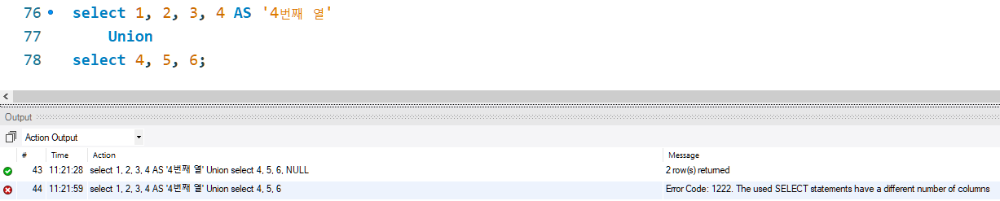 76 select 1, 2, 3, 4 AS '4번째 열'
77 Union
78 select 4, 5, 6;
Output
Action Output
# Time Action Message
43 11:21:28 select 1, 2, 3, 4 AS '4번째 열' Union select 4, 5, 6, NULL 2 row(s) returned
44 11:21:59 select 1, 2, 3, 4 AS '4번째 열' Union select 4, 5, 6 Error Code: 1222. The used SELECT statements have a different number of columns